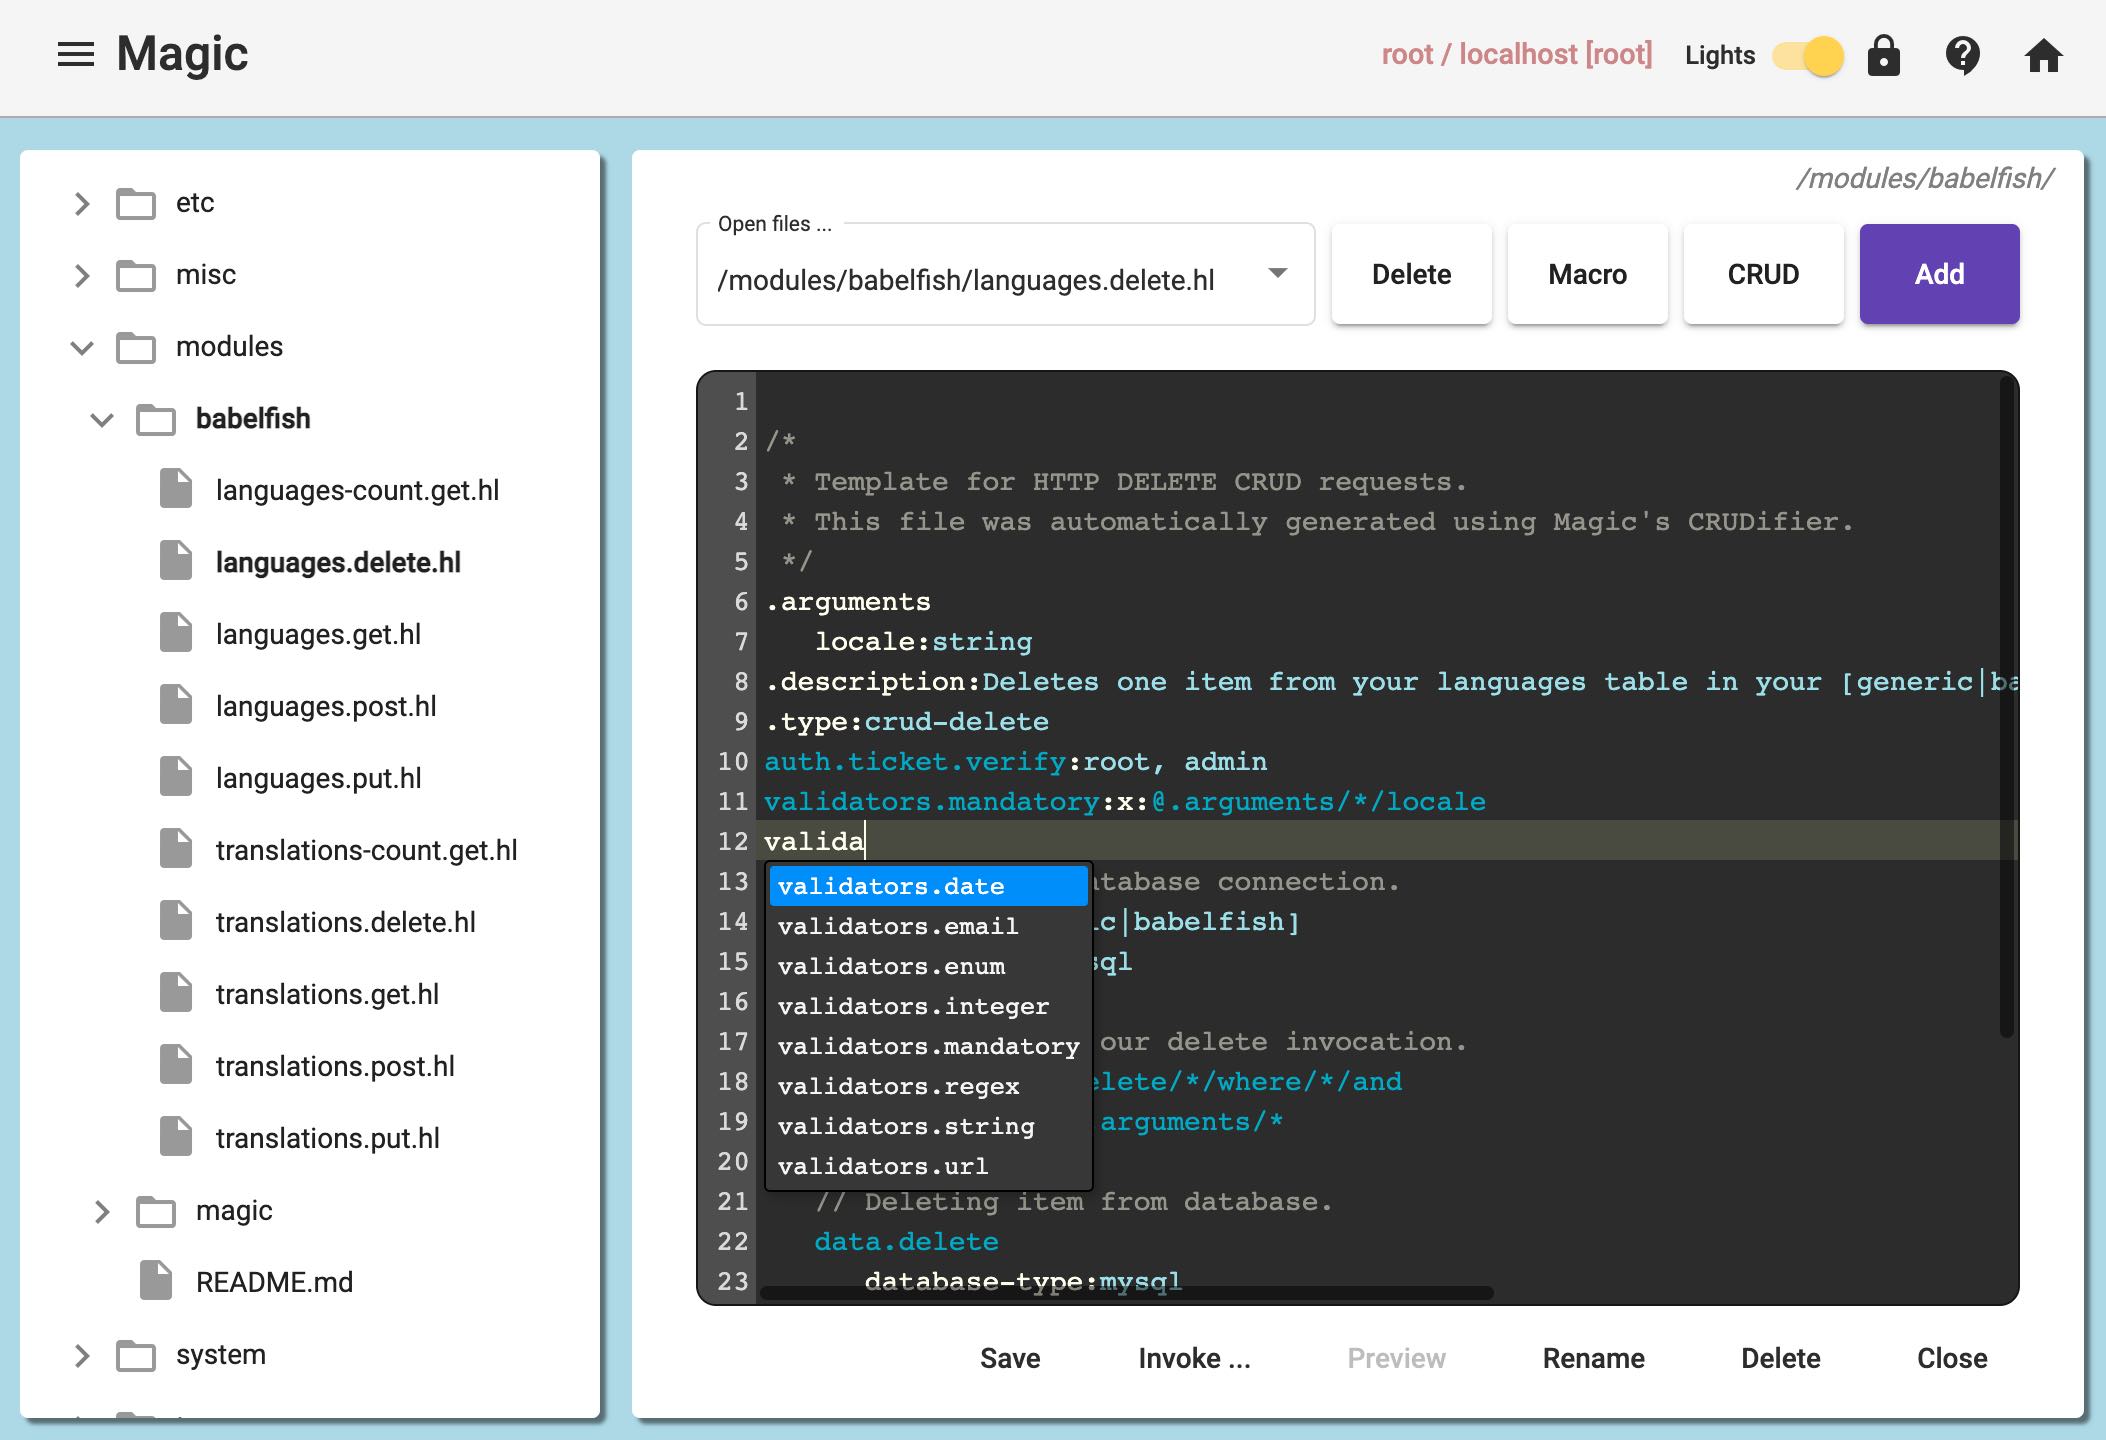 Magic
root / localhost [root]
Lights
etc
misc
modules
babelfish
languages-count.get.hl
languages.delete.hl
languages.get.hl
languages.post.hl
languages.put.hl
translations-count.get.hl
translations.delete.hl
translations.get.hl
translations.post.hl
translations.put.hl
magic
README.md
system
/modules/babelfish/
Open files ...
/modules/babelfish/languages.delete.hl
Delete
Macro
CRUD
Add
1
2 /*
3 * Template for HTTP DELETE CRUD requests.
4 * This file was automatically generated using Magic's CRUDifier.
5 */
6 .arguments
7 locale:string
8 .description:Deletes one item from your languages table in your [generic|ba
9 .type:crud-delete
10 auth.ticket.verify:root, admin
11 validators.mandatory:x:@.arguments/*/locale
12 valida
validators.date
validators.email
validators.enum
validators.integer
validators.mandatory
validators.regex
validators.string
validators.url
13 tabase connection.
14 c|babelfish]
15 sql
16
17 our delete invocation.
18 elete/*/where/*/and
19 arguments/*
20
21 // Deleting item from database.
22 data.delete
23 database-type:mysql
Save
Invoke ...
Preview
Rename
Delete
Close